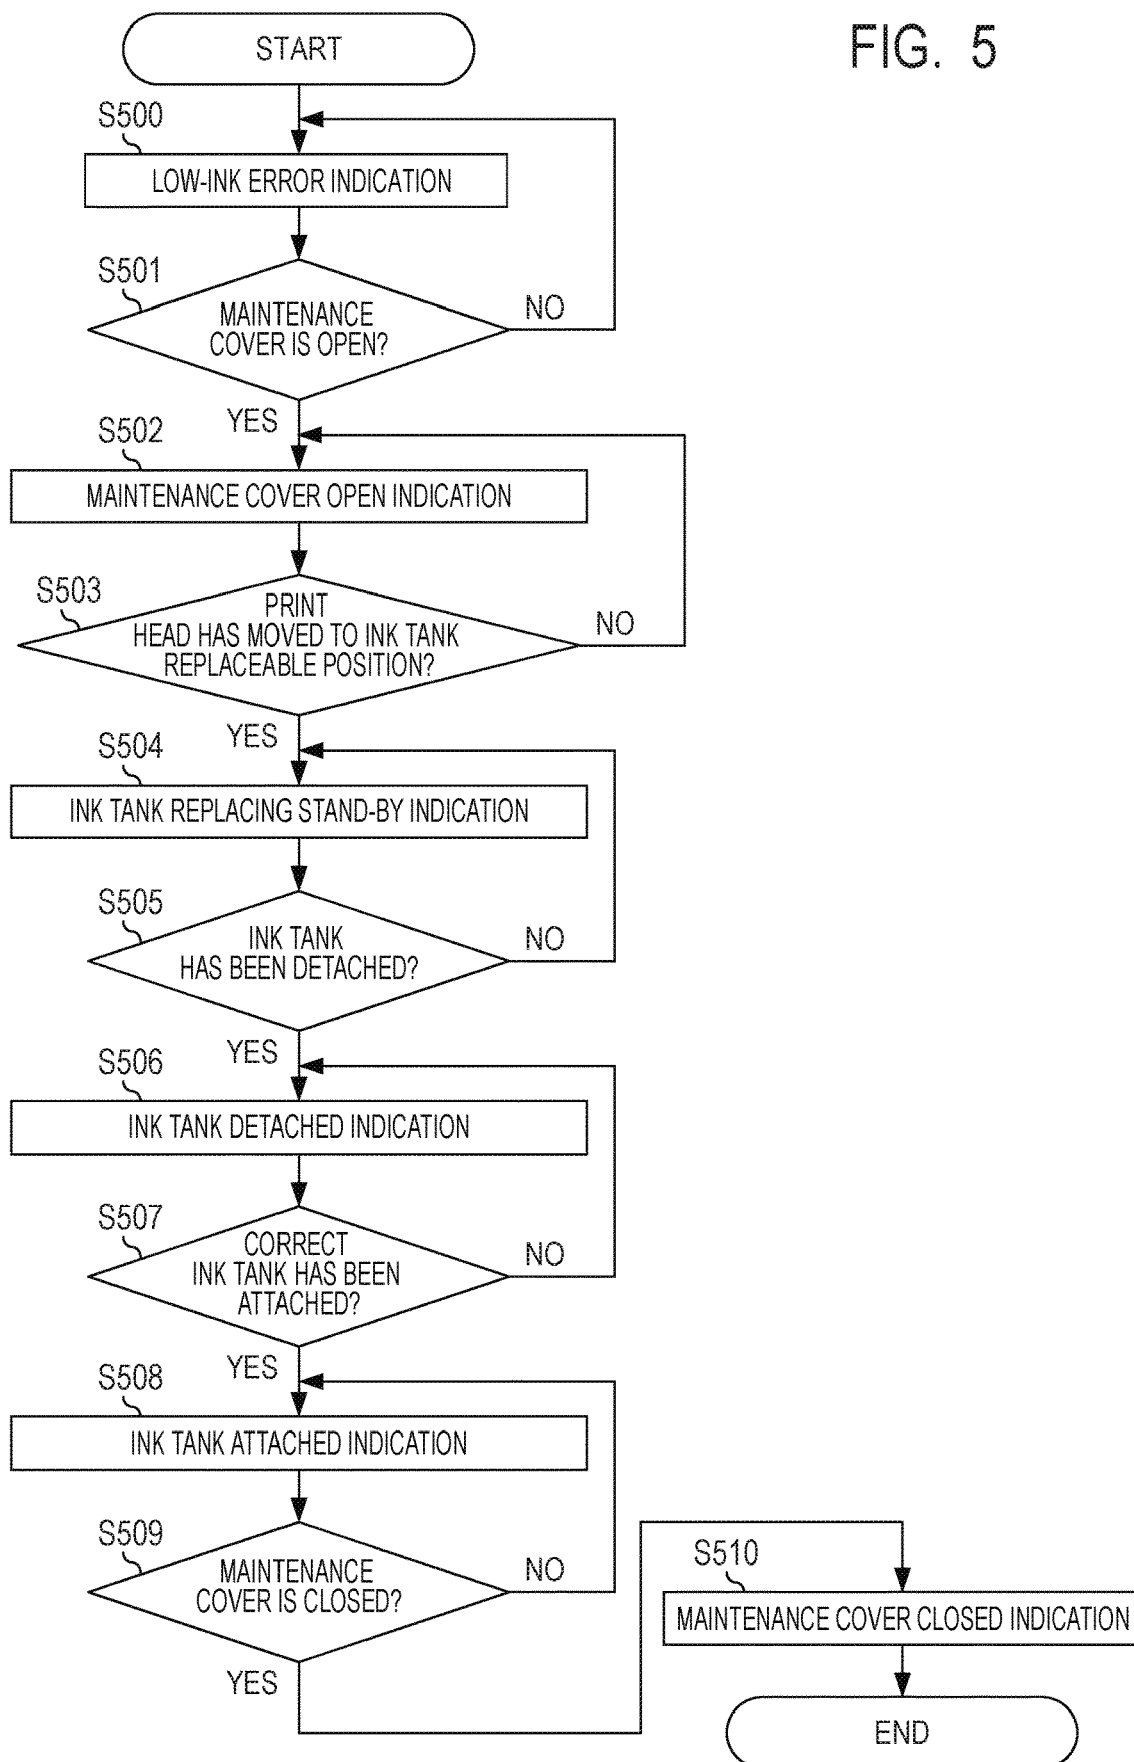 FIG. 5
START
S500
LOW-INK ERROR INDICATION
S501
MAINTENANCE
COVER IS OPEN?
NO
YES
S502
MAINTENANCE COVER OPEN INDICATION
S503
PRINT
HEAD HAS MOVED TO INK TANK
REPLACEABLE POSITION?
NO
YES
S504
INK TANK REPLACING STAND-BY INDICATION
S505
INK TANK
HAS BEEN DETACHED?
NO
YES
S506
INK TANK DETACHED INDICATION
S507
CORRECT
INK TANK HAS BEEN
ATTACHED?
NO
YES
S508
INK TANK ATTACHED INDICATION
S509
MAINTENANCE
COVER IS CLOSED?
NO
YES
S510
MAINTENANCE COVER CLOSED INDICATION
END